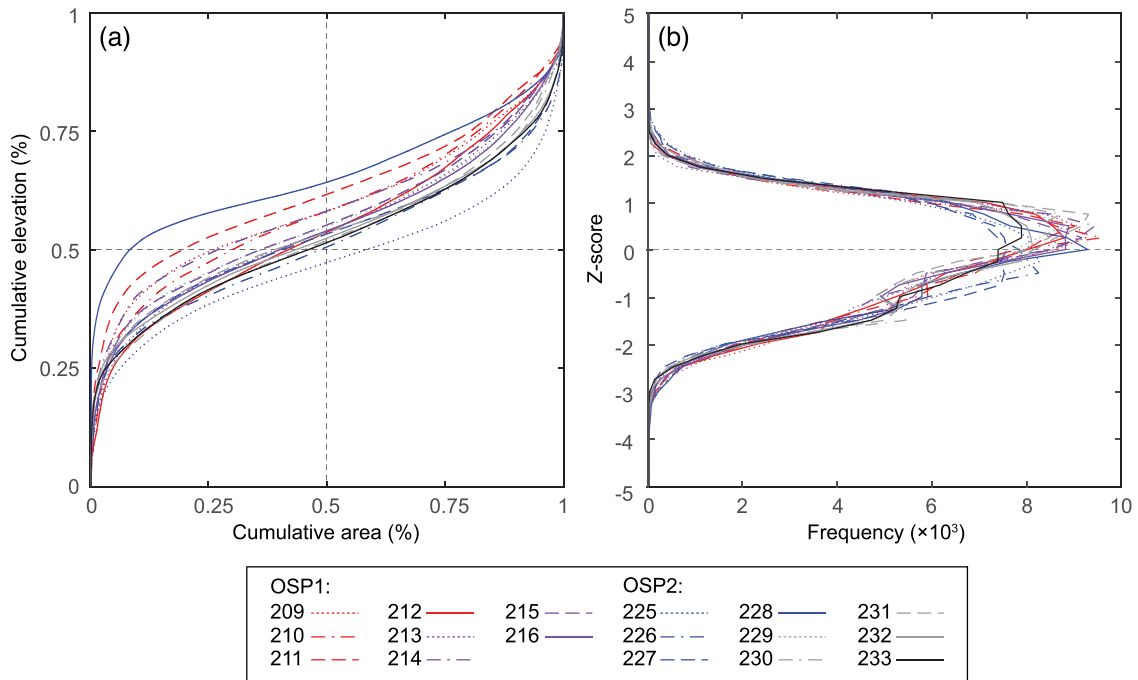 (a)
1
0.75
0.5
0.25
0
Cumulative elevation (%)
0 0.25 0.5 0.75 1
Cumulative area (%)
(b)
5
4
3
2
1
0
-1
-2
-3
-4
-5
Z-score
0 2 4 6 8 10
Frequency (×10³)
OSP1: OSP2:
209 212 215 225 228 231
210 213 216 226 229 232
211 214 227 230 233